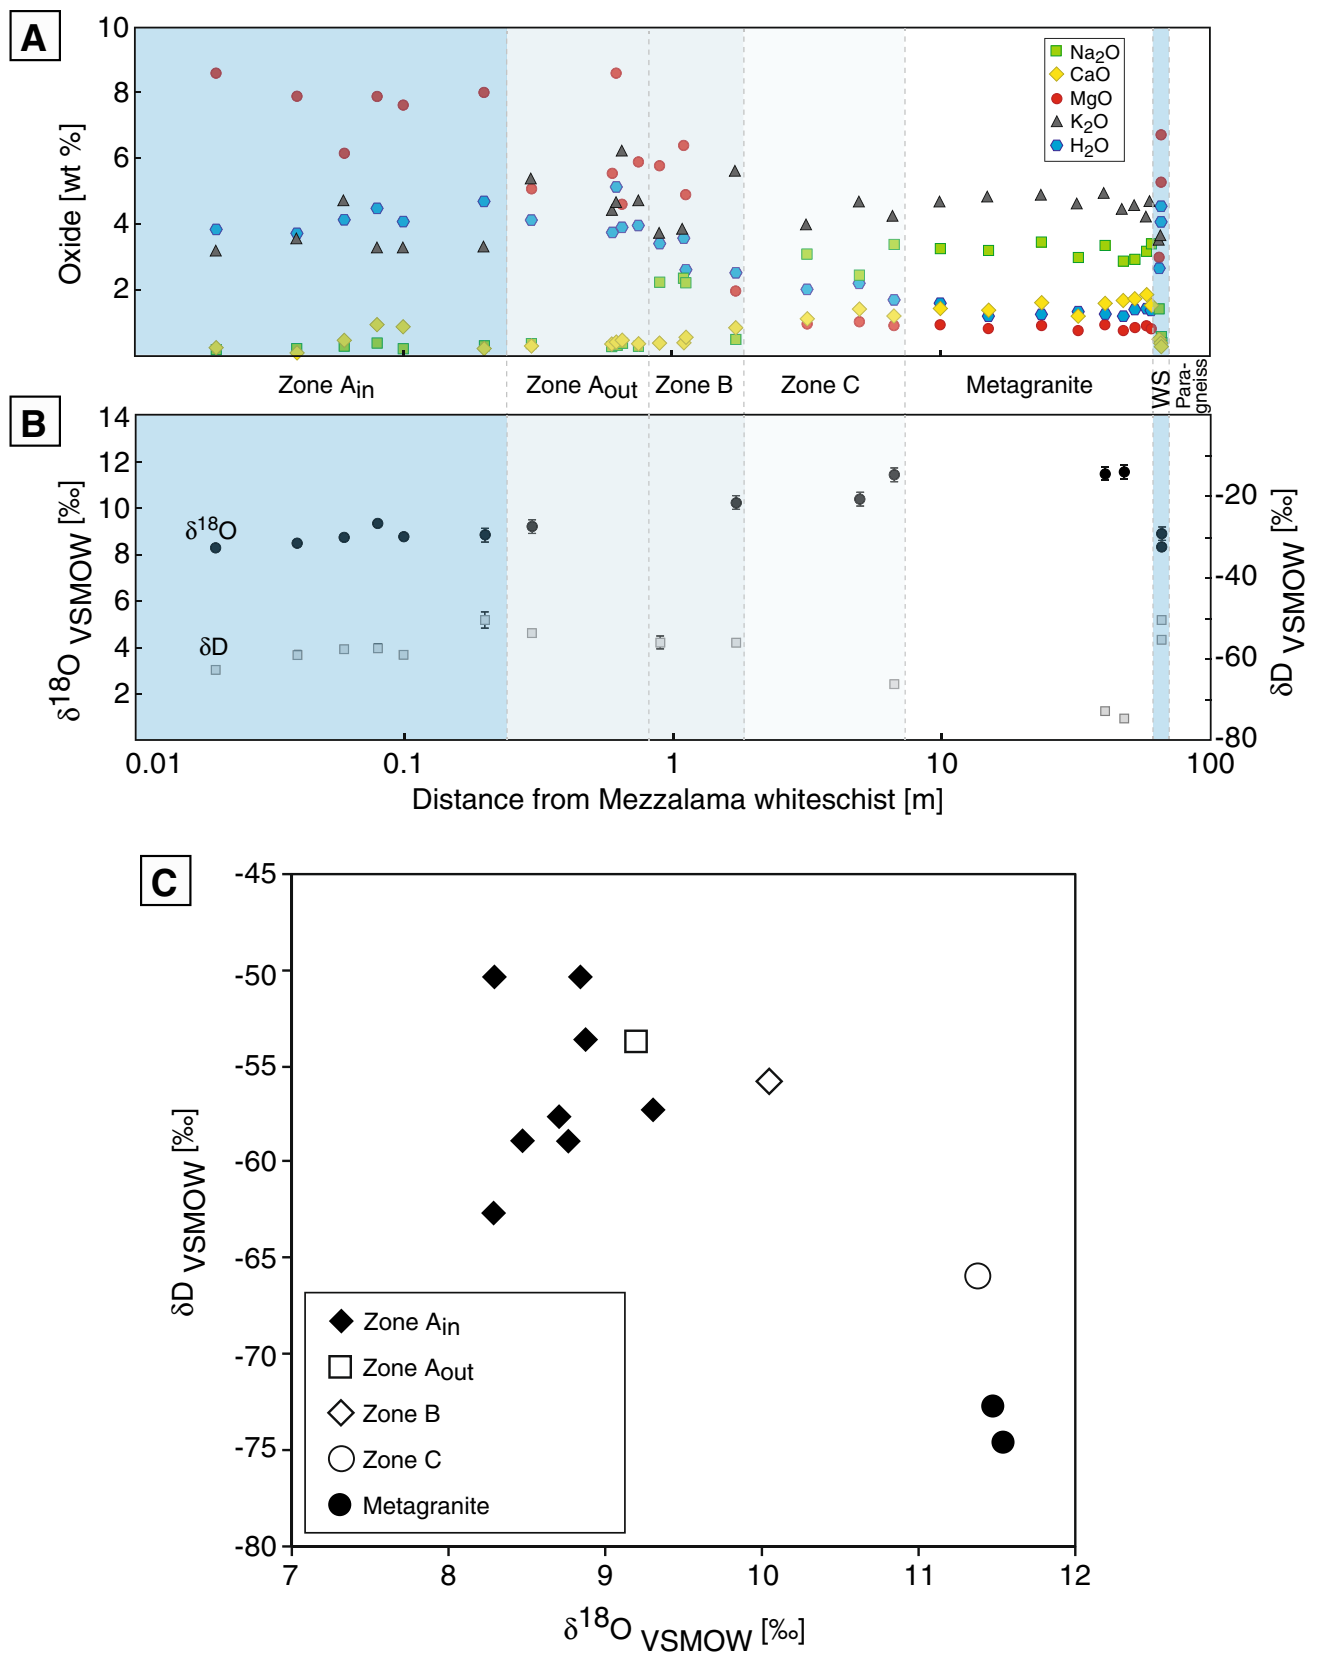 A
10
8
6
4
2
Oxide [wt %]
Na2O
CaO
MgO
K2O
H2O
Zone Ain
Zone Aout
Zone B
Zone C
Metagranite
WS
Para-
gneiss
B
14
12
10
8
6
4
2
δ18O VSMOW [‰]
δ18O
δD
-20
-40
-60
-80
δD VSMOW [‰]
0.01 0.1 1 10 100
Distance from Mezzalama whiteschist [m]
C
-45
-50
-55
-60
-65
-70
-75
-80
δD VSMOW [‰]
Zone Ain
Zone Aout
Zone B
Zone C
Metagranite
7 8 9 10 11 12
δ18O VSMOW [‰]